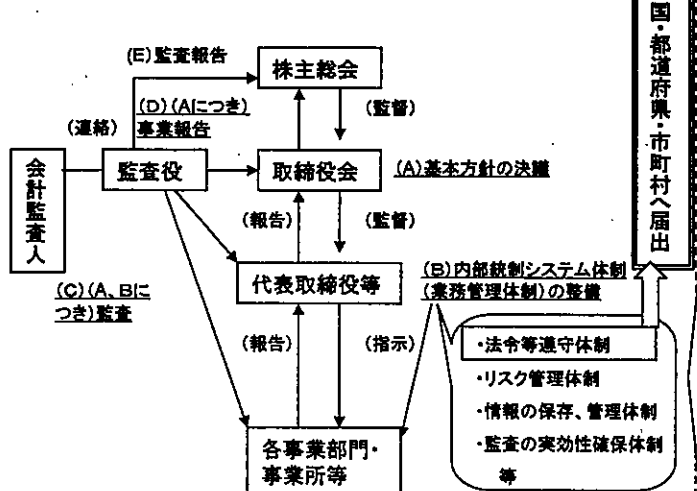 国・都道府県・市町村へ届出
(E)監査報告
株主総会
(D)(Aにつき)
事業報告
(監督)
(連絡)
会計監査人
監査役
取締役会
(A)基本方針の決議
(報告)
(監督)
代表取締役等
(B)内部統制システム体制
(業務管理体制)の整備
(C)(A、Bに
つき)監査
(報告)
(指示)
・法令等遵守体制
・リスク管理体制
・情報の保存、管理体制
・監査の実効性確保体制
等
各事業部門・
事業所等